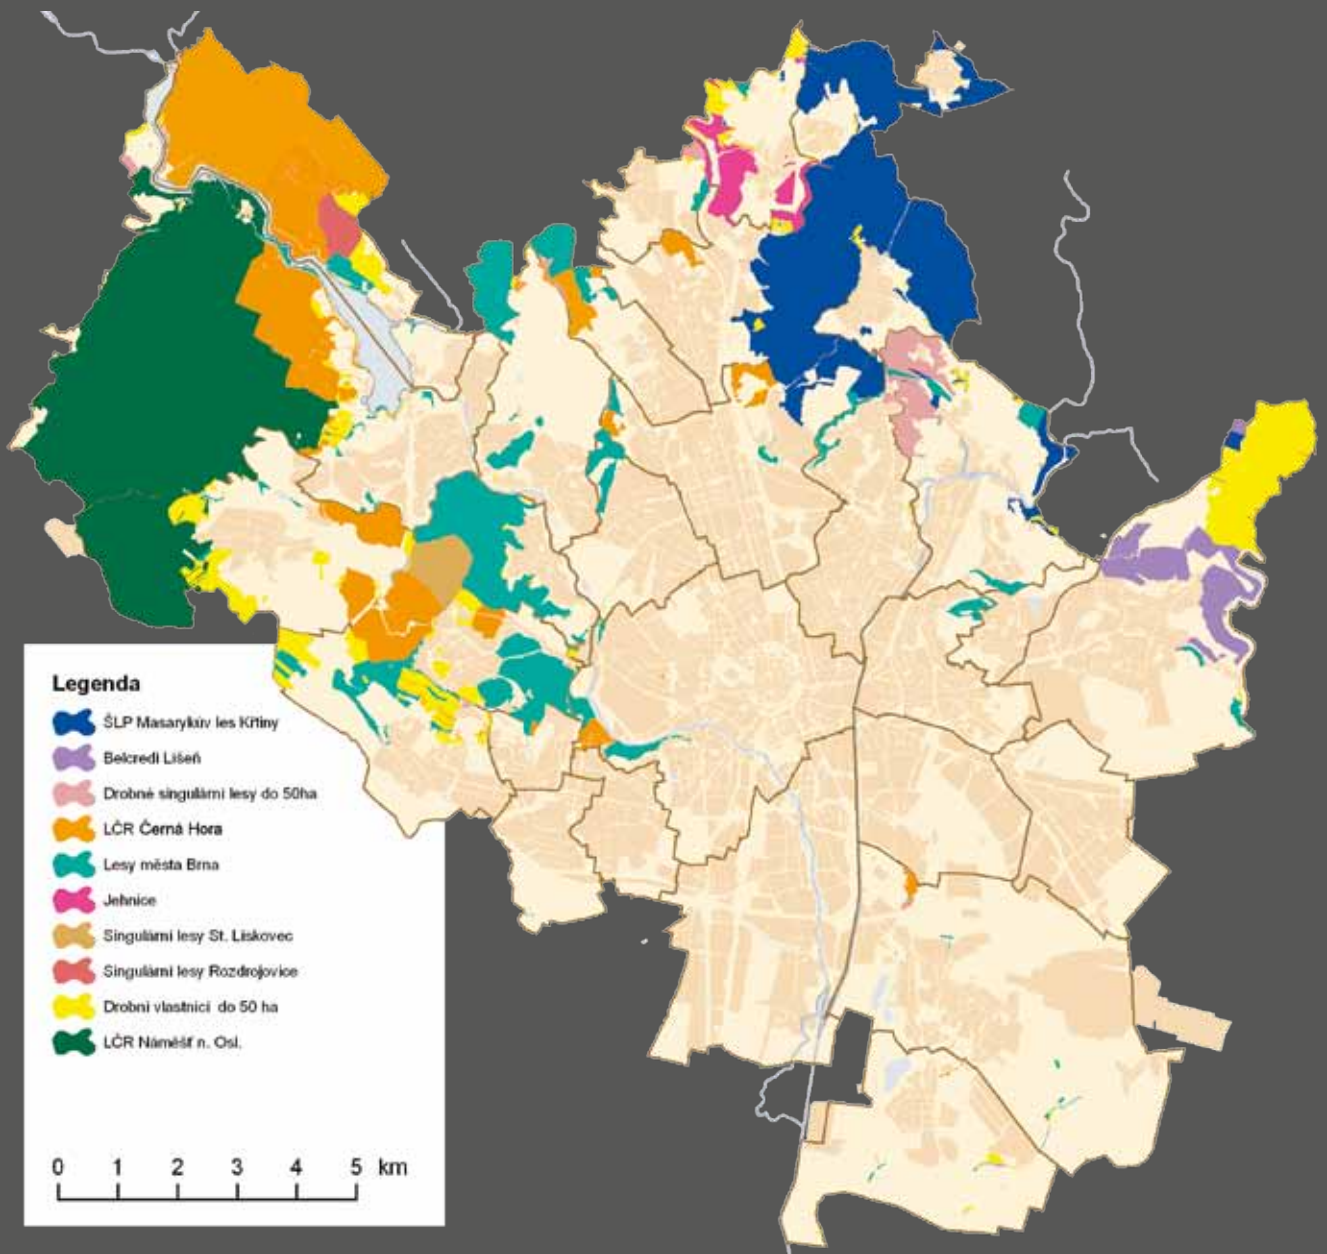 Legenda
ŠLP Masarykův les Křtiny
Belcredi Líšeň
Drobné singulární lesy do 50ha
LČR Černá Hora
Lesy města Brna
Jehnice
Singulární lesy St. Lískovec
Singulární lesy Rozdrojovice
Drobní vlastníci do 50 ha
LČR Náměšť n. Osl.
0 1 2 3 4 5 km